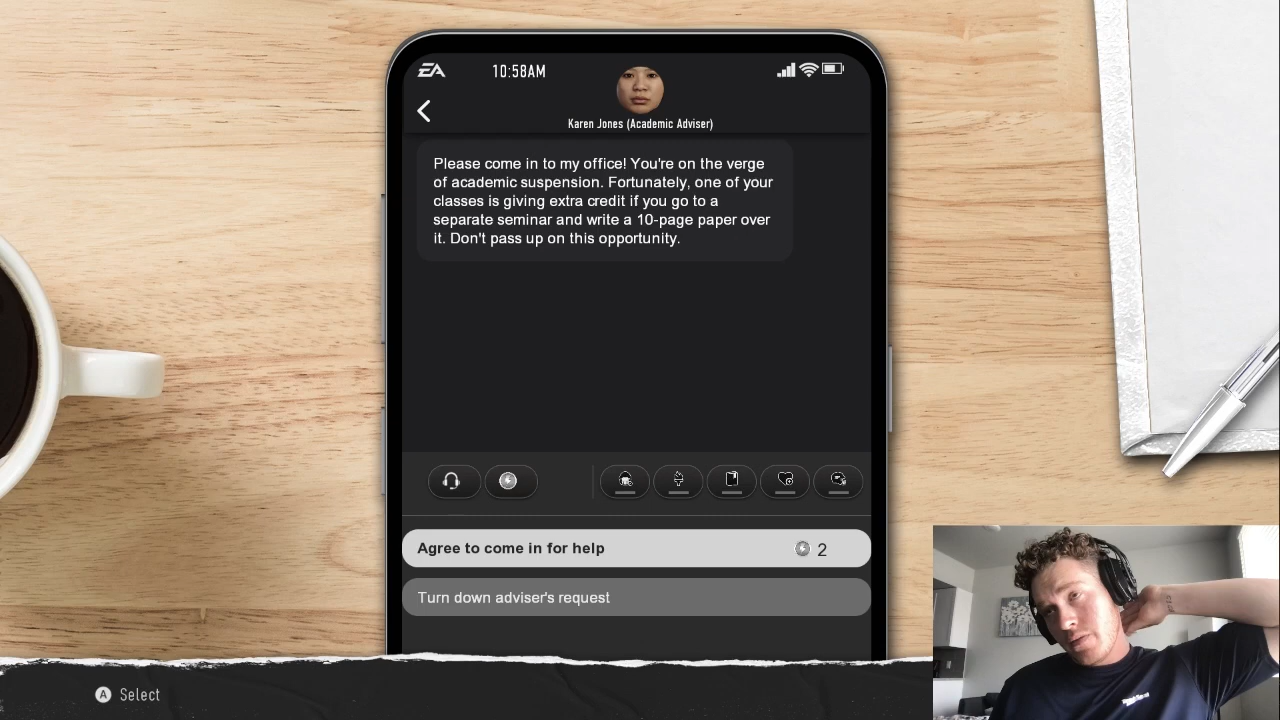 EA
10:58AM
Karen Jones (Academic Adviser)
Please come in to my office! You're on the verge
of academic suspension. Fortunately, one of your
classes is giving extra credit if you go to a
separate seminar and write a 10-page paper over
it. Don't pass up on this opportunity.
Agree to come in for help 2
Turn down adviser's request
A Select